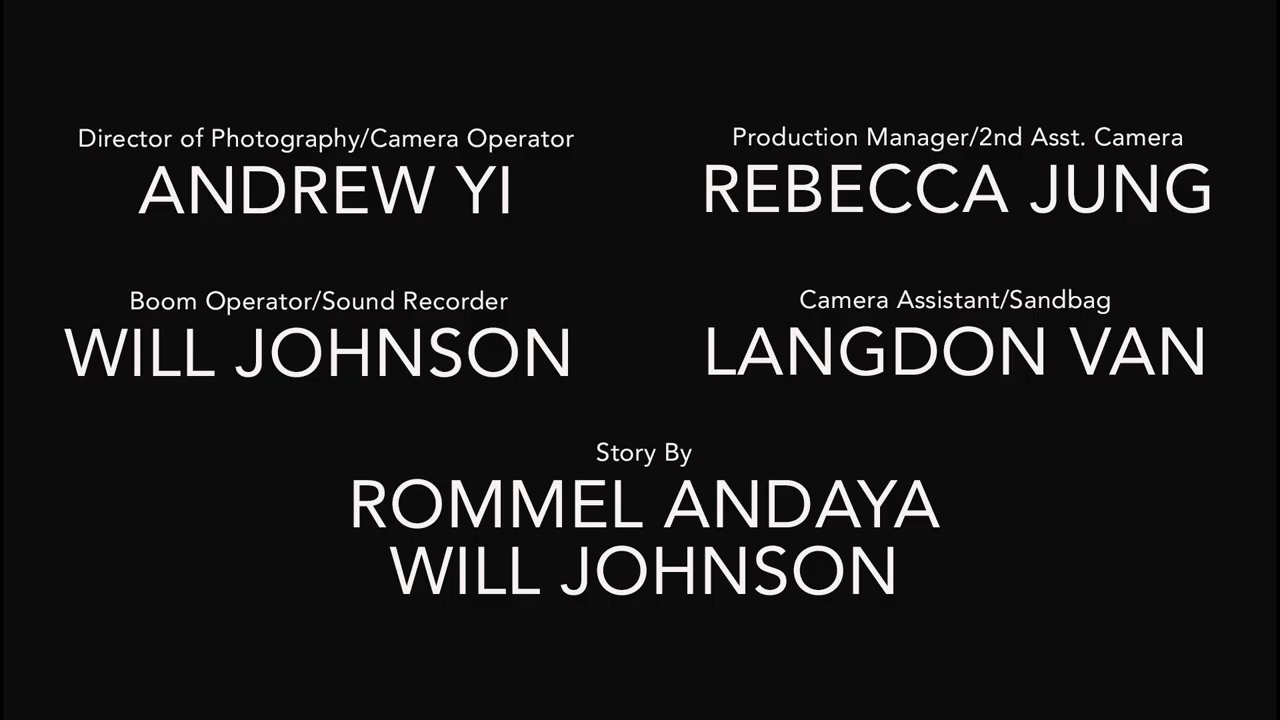 Director of Photography/Camera Operator
ANDREW YI
Production Manager/2nd Asst. Camera
REBECCA JUNG
Boom Operator/Sound Recorder
WILL JOHNSON
Camera Assistant/Sandbag
LANGDON VAN
Story By
ROMMEL ANDAYA
WILL JOHNSON